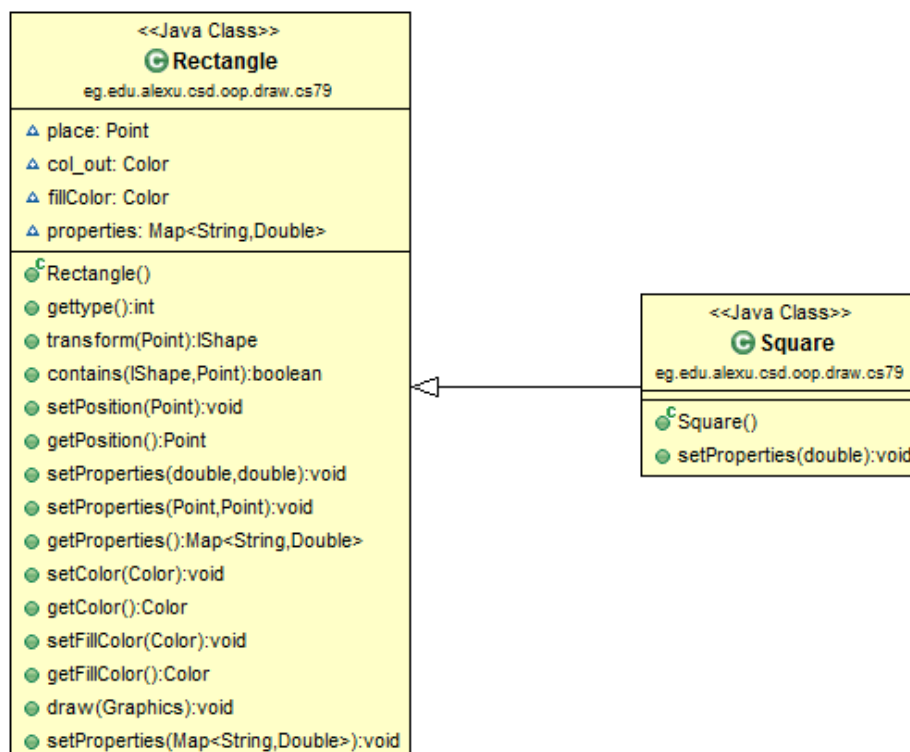 <<Java Class>>
Rectangle
eg.edu.alexu.csd.oop.draw.cs79
place: Point
col_out: Color
fillColor: Color
properties: Map<String,Double>
Rectangle()
gettype():int
transform(Point):IShape
contains(IShape,Point):boolean
setPosition(Point):void
getPosition():Point
setProperties(double,double):void
setProperties(Point,Point):void
getProperties():Map<String,Double>
setColor(Color):void
getColor():Color
setFillColor(Color):void
getFillColor():Color
draw(Graphics):void
setProperties(Map<String,Double>):void
<<Java Class>>
Square
eg.edu.alexu.csd.oop.draw.cs79
Square()
setProperties(double):void